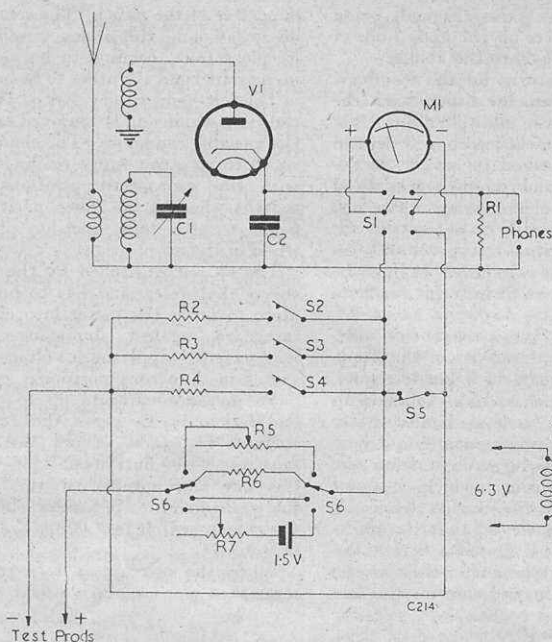 V1
M1
+
−
C1
C2
S1
R1
Phones
R2
S2
R3
S3
R4
S4
S5
R5
R6
S6
S6
6·3 V
R7
1·5V
C214
− +
Test Prods